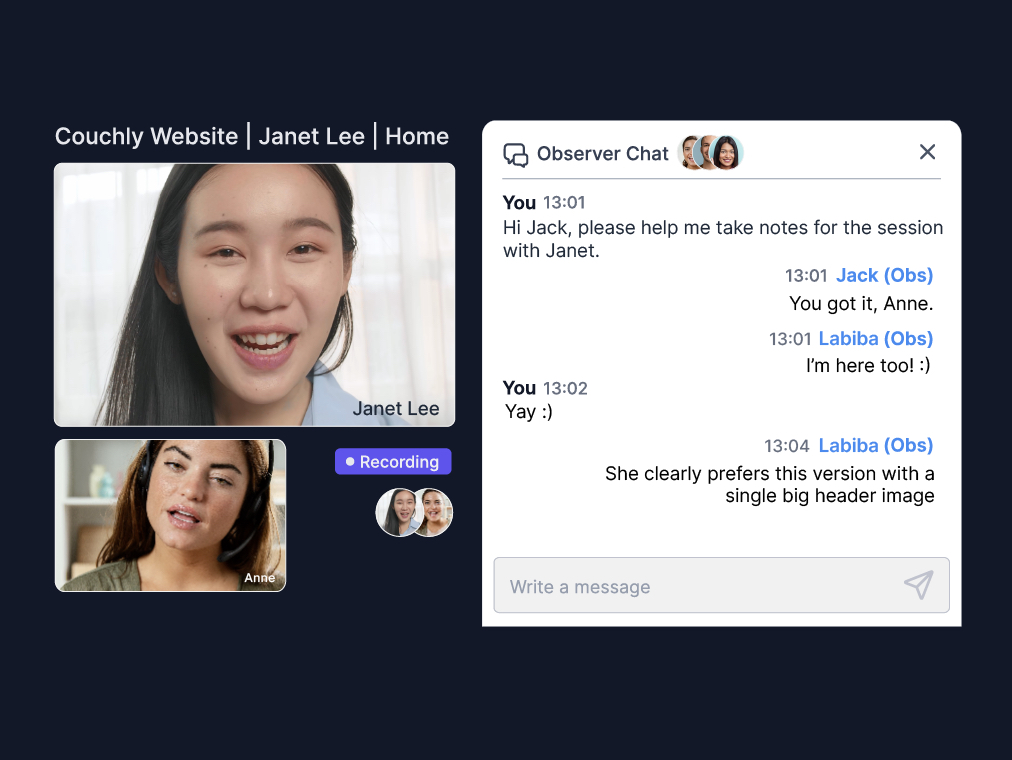 Couchly Website | Janet Lee | Home
Janet Lee
Anne
Recording
Observer Chat
You 13:01
Hi Jack, please help me take notes for the session
with Janet.
13:01 Jack (Obs)
You got it, Anne.
13:01 Labiba (Obs)
I’m here too! :)
You 13:02
Yay :)
13:04 Labiba (Obs)
She clearly prefers this version with a
single big header image
Write a message